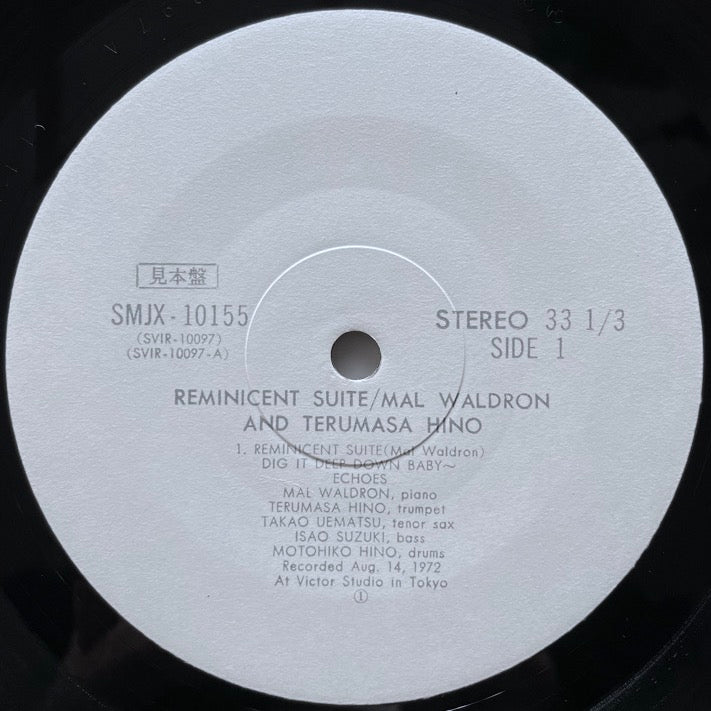 見本盤
SMJX-10155
(SVIR-10097)
(SVIR-10097-A)
STEREO 33 1/3
SIDE 1
REMINICENT SUITE/MAL WALDRON
AND TERUMASA HINO
1. REMINICENT SUITE(Mal Waldron)
DIG IT DEEP DOWN BABY～
ECHOES
MAL WALDRON, piano
TERUMASA HINO, trumpet
TAKAO UEMATSU, tenor sax
ISAO SUZUKI, bass
MOTOHIKO HINO, drums
Recorded Aug. 14, 1972
At Victor Studio in Tokyo
①